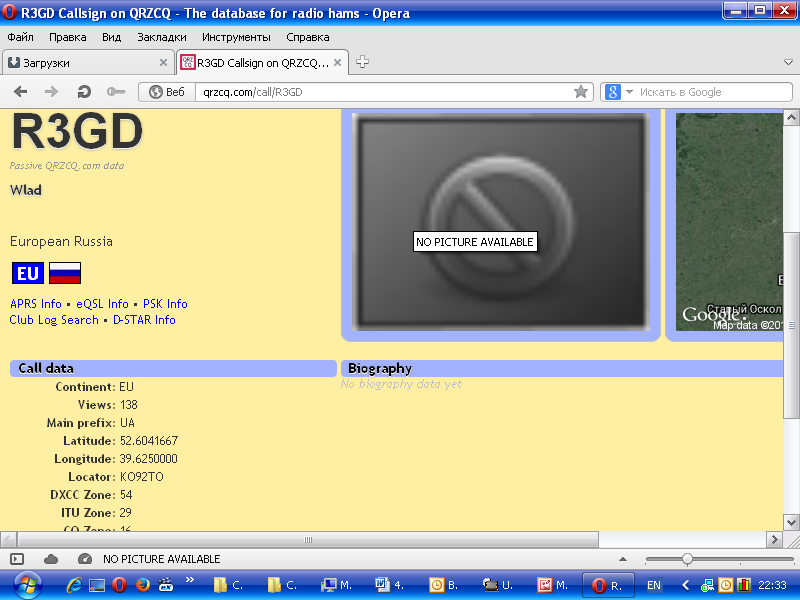 R3GD Callsign on QRZCQ - The database for radio hams - Opera
Файл Правка Вид Закладки Инструменты Справка
Загрузки
R3GD Callsign on QRZCQ...
Веб qrzcq.com/call/R3GD
Искать в Google
R3GD
Passive QRZCQ.com data
Wlad
European Russia
EU
APRS Info • eQSL Info • PSK Info
Club Log Search • D-STAR Info
NO PICTURE AVAILABLE
Старый Оскол
Google
Map data ©201
Call data
Continent: EU
Views: 138
Main prefix: UA
Latitude: 52.6041667
Longitude: 39.6250000
Locator: KO92TO
DXCC Zone: 54
ITU Zone: 29
CQ Zone: 16
Biography
No biography data yet
NO PICTURE AVAILABLE
С. С. М. 4. В. U. М. R. EN 22:33